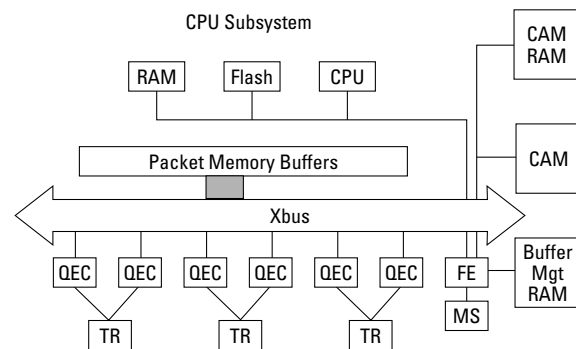 CPU Subsystem
CAM
RAM
RAM
Flash
CPU
Packet Memory Buffers
CAM
Xbus
QEC
QEC
QEC
QEC
QEC
QEC
FE
Buffer
Mgt
RAM
MS
TR
TR
TR